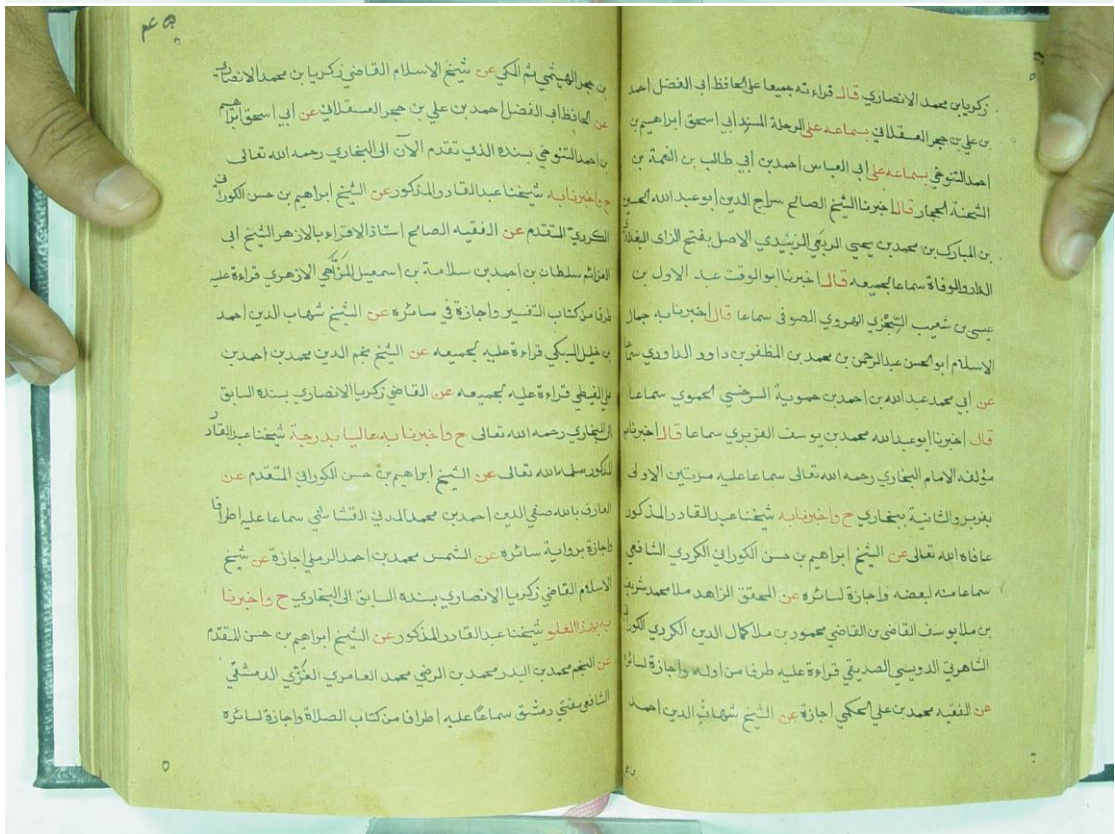 زكريا بن محمد الانصاري قال قراءته جميعا على الحافظ ابي الفضل احمد
بن علي بن حجر العسقلاني بسماعه على الرحلة المسند ابي اسحق ابراهيم بن
احمد التنوخي بسماعه على ابي العباس احمد بن ابي طالب بن النعمة بن
الشحنة الحجار قال اخبرنا الشيخ الصالح سراج الدين ابو عبد الله الحسين
بن المبارك بن محمد بن يحيى الربعي الزبيدي الاصل بفتح الزاى البغدادي
الدار والوفاة سماعا لجميعه قال اخبرنا ابو الوقت عبد الاول بن
عيسى بن شعيب السجزي الهروي الصوفى سماعا قال اخبرنا به جمال
الاسلام ابو الحسن عبد الرحمن بن محمد بن المظفر بن داود الداودي سماعا
عن ابي محمد عبد الله بن احمد بن حموية السرخسي الحموي سماعا
قال اخبرنا ابو عبد الله محمد بن يوسف الفربري سماعا قال اخبرنا به
مؤلفه الامام البخاري رحمه الله تعالى سماعا عليه مرتين الاولى
بفربر والثانية ببخاري ح واخبرنا به شيخنا عبد القادر المذكور
عافاه الله تعالى عن الشيخ ابراهيم بن حسن الكوراني الكردي الشافعي
سماعا منه لبعضه واجازة لسائره عن المحقق الزاهد ملا محمد شريف
بن ملا يوسف القاضي بن القاضي محمود بن ملا كمال الدين الكردي الكوراني
الشاهوني الدويسي الصديقي قراءة عليه طرفا من اوله واجازة لسائره
عن الفقيه محمد بن علي الحكمي اجازة عن الشيخ شهاب الدين احمد
بن حجر الهيثمي ثم المكي عن شيخ الاسلام القاضي زكريا بن محمد الانصاري
عن الحافظ ابي الفضل احمد بن علي بن حجر العسقلاني عن ابي اسحق ابراهيم
بن احمد التنوخي بسنده الذي تقدم الآن الى البخاري رحمه الله تعالى
ح واخبرنا به شيخنا عبد القادر المذكور عن الشيخ ابراهيم بن حسن الكوراني
الكردي المتقدم عن الفقيه الصالح استاذ الاقراء بالازهر الشيخ ابي
العزائم سلطان بن احمد بن سلامة بن اسمعيل المزاحي الازهري قراءة عليه
طرفا من كتاب التفسير واجازة في سائره عن الشيخ شهاب الدين احمد
بن خليل السبكي قراءة عليه لجميعه عن الشيخ نجم الدين محمد بن احمد بن
علي الغيطي قراءة عليه لجميعه عن القاضي زكريا الانصاري بسنده السابق
الى البخاري رحمه الله تعالى ح واخبرنا به عاليا بدرجة شيخنا عبد القادر
المذكور سلمه الله تعالى عن الشيخ ابراهيم بن حسن الكوراني المتقدم عن
العارف بالله صفي الدين احمد بن محمد المدني القشاشي سماعا عليه اطرافا
واجازة برواية سائره عن الشمس محمد بن احمد الرملي اجازة عن شيخ
الاسلام القاضي زكريا الانصاري بسنده السابق الى البخاري ح واخبرنا
به بهذا العلو شيخنا عبد القادر المذكور عن الشيخ ابراهيم بن حسن المتقدم
عن النجم محمد بن البدر محمد بن الرضي محمد العامري الغزي الدمشقي
الشافعي مفتي دمشق سماعا عليه اطرافا من كتاب الصلاة واجازة لسائره